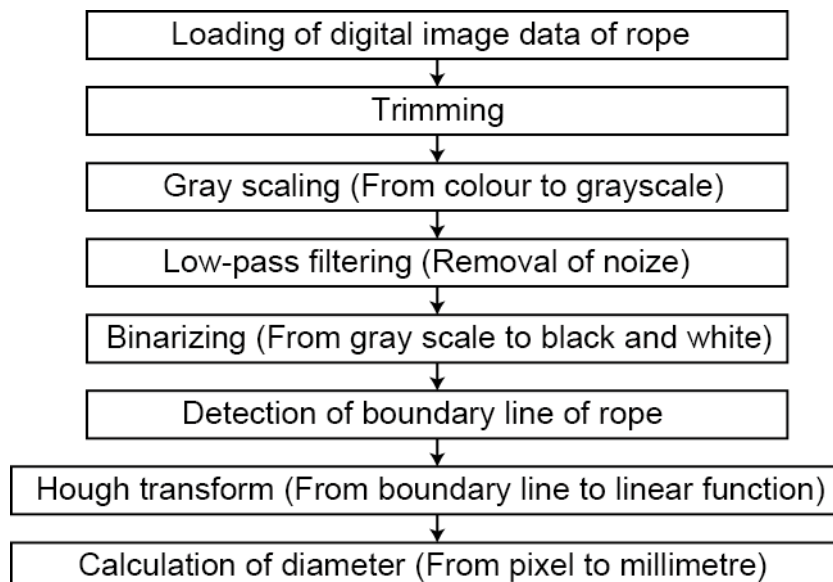 Loading of digital image data of rope
Trimming
Gray scaling (From colour to grayscale)
Low-pass filtering (Removal of noize)
Binarizing (From gray scale to black and white)
Detection of boundary line of rope
Hough transform (From boundary line to linear function)
Calculation of diameter (From pixel to millimetre)